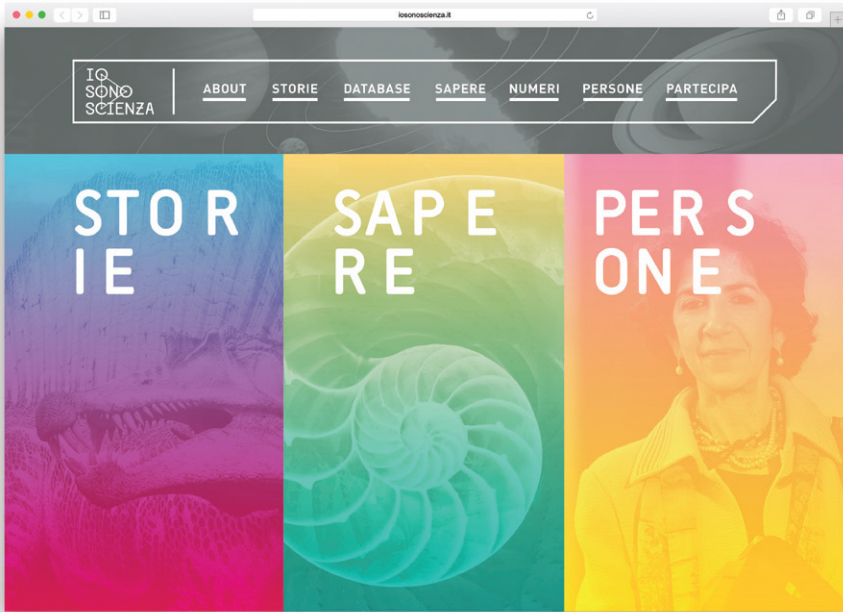 iosonoscienza.it
IO
SONO
SCIENZA
ABOUT STORIE DATABASE SAPERE NUMERI PERSONE PARTECIPA
STOR
IE
SAPE
RE
PERS
ONE